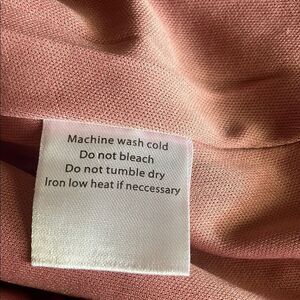 Machine wash cold
Do not bleach
Do not tumble dry
Iron low heat if neccessary